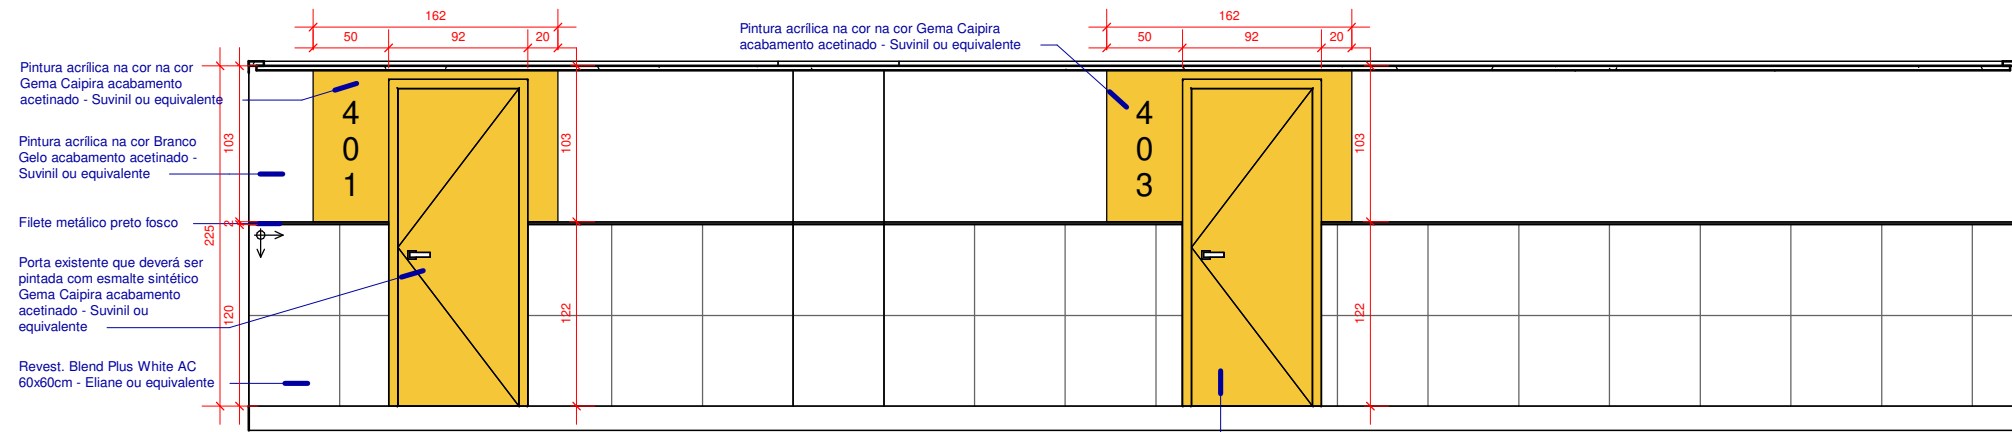 162
50
92
20
Pintura acrílica na cor na cor Gema Caipira
acabamento acetinado - Suvinil ou equivalente
162
50
92
20
Pintura acrílica na cor na cor
Gema Caipira acabamento
acetinado - Suvinil ou equivalente
Pintura acrílica na cor Branco
Gelo acabamento acetinado -
Suvinil ou equivalente
Filete metálico preto fosco
Porta existente que deverá ser
pintada com esmalte sintético
Gema Caipira acabamento
acetinado - Suvinil ou
equivalente
Revest. Blend Plus White AC
60x60cm - Eliane ou equivalente
225
103
2
120
4
0
1
103
122
4
0
3
103
122